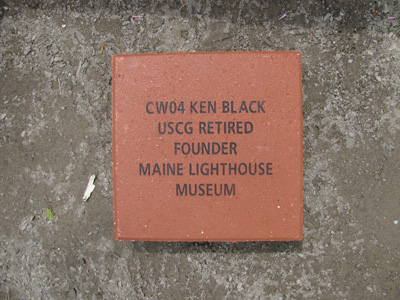 CW04 KEN BLACK
USCG RETIRED
FOUNDER
MAINE LIGHTHOUSE
MUSEUM